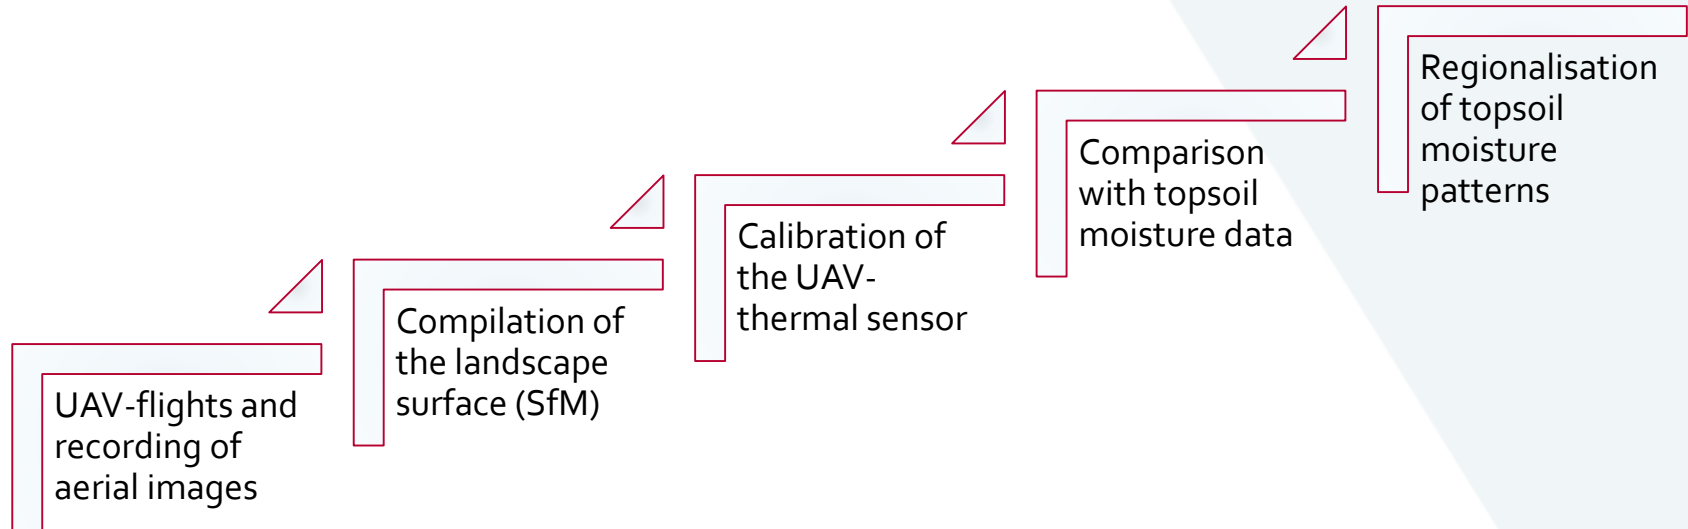 UAV-flights and
recording of
aerial images
Compilation of
the landscape
surface (SfM)
Calibration of
the UAV-
thermal sensor
Comparison
with topsoil
moisture data
Regionalisation
of topsoil
moisture
patterns